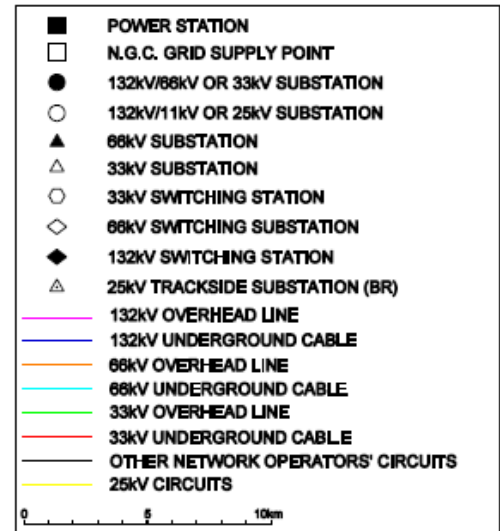 POWER STATION
N.G.C. GRID SUPPLY POINT
132kV/66kV OR 33kV SUBSTATION
132kV/11kV OR 25kV SUBSTATION
66kV SUBSTATION
33kV SUBSTATION
33kV SWITCHING STATION
66kV SWITCHING SUBSTATION
132kV SWITCHING STATION
25kV TRACKSIDE SUBSTATION (BR)
132kV OVERHEAD LINE
132kV UNDERGROUND CABLE
66kV OVERHEAD LINE
66kV UNDERGROUND CABLE
33kV OVERHEAD LINE
33kV UNDERGROUND CABLE
OTHER NETWORK OPERATORS' CIRCUITS
25kV CIRCUITS
0 5 10km